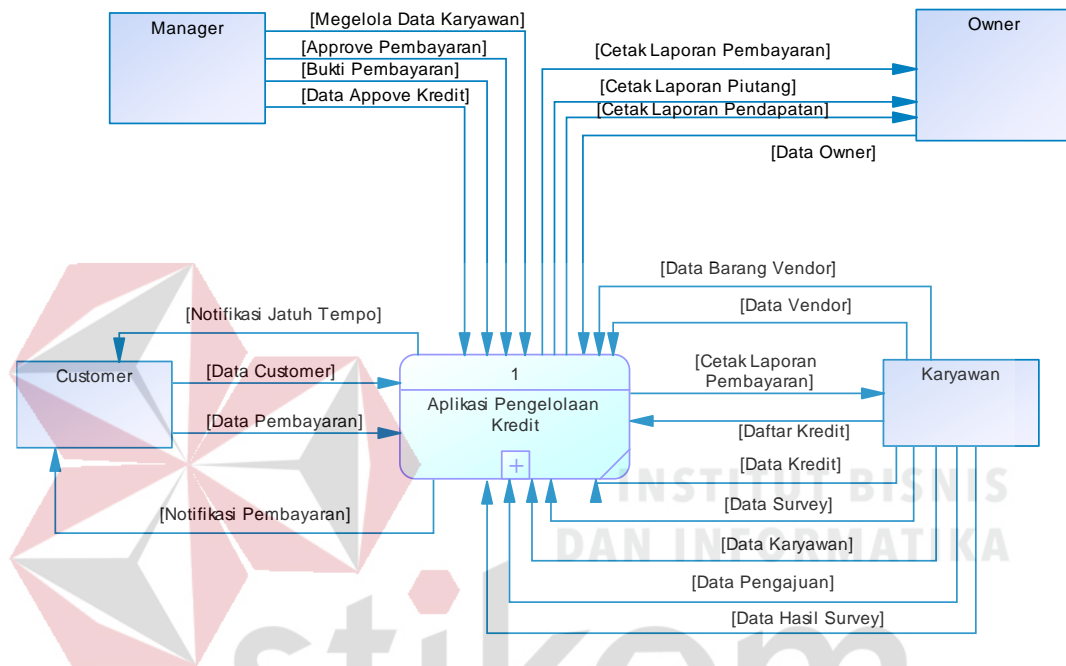 Manager
[Megelola Data Karyawan]
[Approve Pembayaran]
[Bukti Pembayaran]
[Data Appove Kredit]
Owner
[Cetak Laporan Pembayaran]
[Cetak Laporan Piutang]
[Cetak Laporan Pendapatan]
[Data Owner]
[Data Barang Vendor]
[Data Vendor]
[Notifikasi Jatuh Tempo]
Customer
[Data Customer]
[Data Pembayaran]
[Notifikasi Pembayaran]
1
Aplikasi Pengelolaan
Kredit
+
[Cetak Laporan
Pembayaran]
Karyawan
[Daftar Kredit]
[Data Kredit]
[Data Survey]
[Data Karyawan]
[Data Pengajuan]
[Data Hasil Survey]
INSTITUT BISNIS
DAN INFORMATIKA
stikom